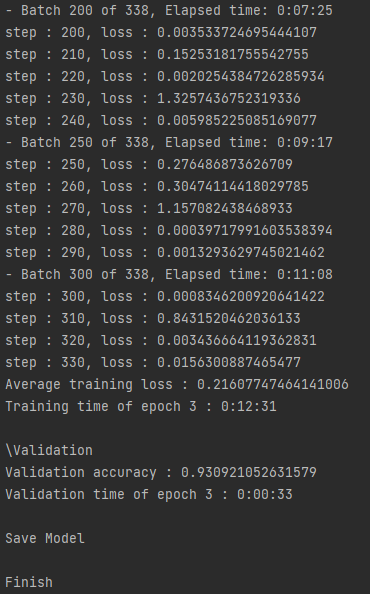 - Batch 200 of 338, Elapsed time: 0:07:25
step : 200, loss : 0.003533724695444107
step : 210, loss : 0.15253181755542755
step : 220, loss : 0.0020254384726285934
step : 230, loss : 1.3257436752319336
step : 240, loss : 0.005985225085169077
- Batch 250 of 338, Elapsed time: 0:09:17
step : 250, loss : 0.276486873626709
step : 260, loss : 0.30474114418029785
step : 270, loss : 1.157082438468933
step : 280, loss : 0.00039717991603538394
step : 290, loss : 0.0013293629745021462
- Batch 300 of 338, Elapsed time: 0:11:08
step : 300, loss : 0.0008346200920641422
step : 310, loss : 0.8431520462036133
step : 320, loss : 0.003436664119362831
step : 330, loss : 0.0156300887465477
Average training loss : 0.21607747464141006
Training time of epoch 3 : 0:12:31
\Validation
Validation accuracy : 0.930921052631579
Validation time of epoch 3 : 0:00:33
Save Model
Finish